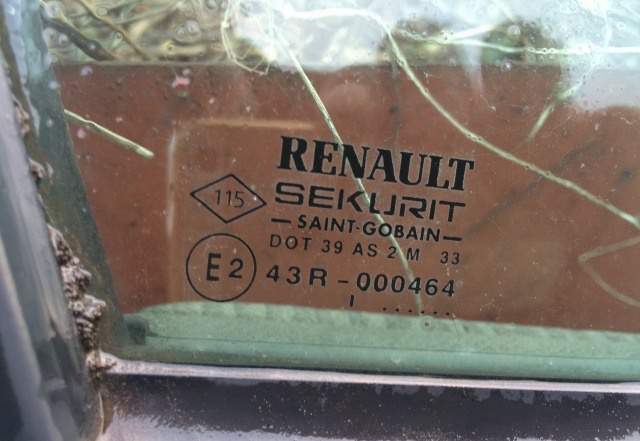 RENAULT
115
SEKURIT
SAINT-GOBAIN
DOT 39 AS 2 M 33
E2
43R-000464
I ......